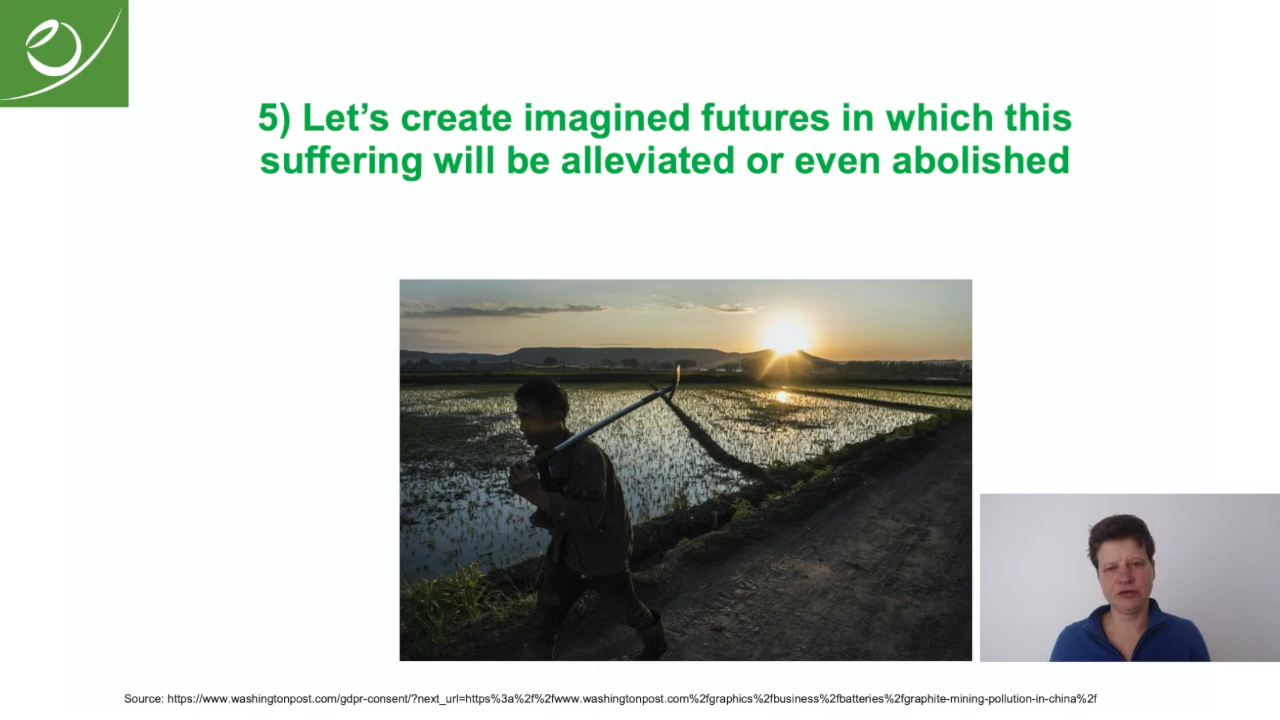 5) Let’s create imagined futures in which this
suffering will be alleviated or even abolished
Source: https://www.washingtonpost.com/gdpr-consent/?next_url=https%3a%2f%2fwww.washingtonpost.com%2fgraphics%2fbusiness%2fbatteries%2fgraphite-mining-pollution-in-china%2f